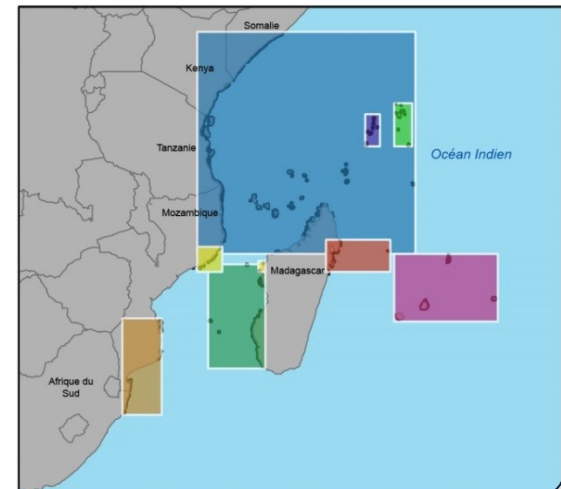 Somalie
Kenya
Tanzanie
Océan Indien
Mozambique
Madagascar
Afrique du
Sud